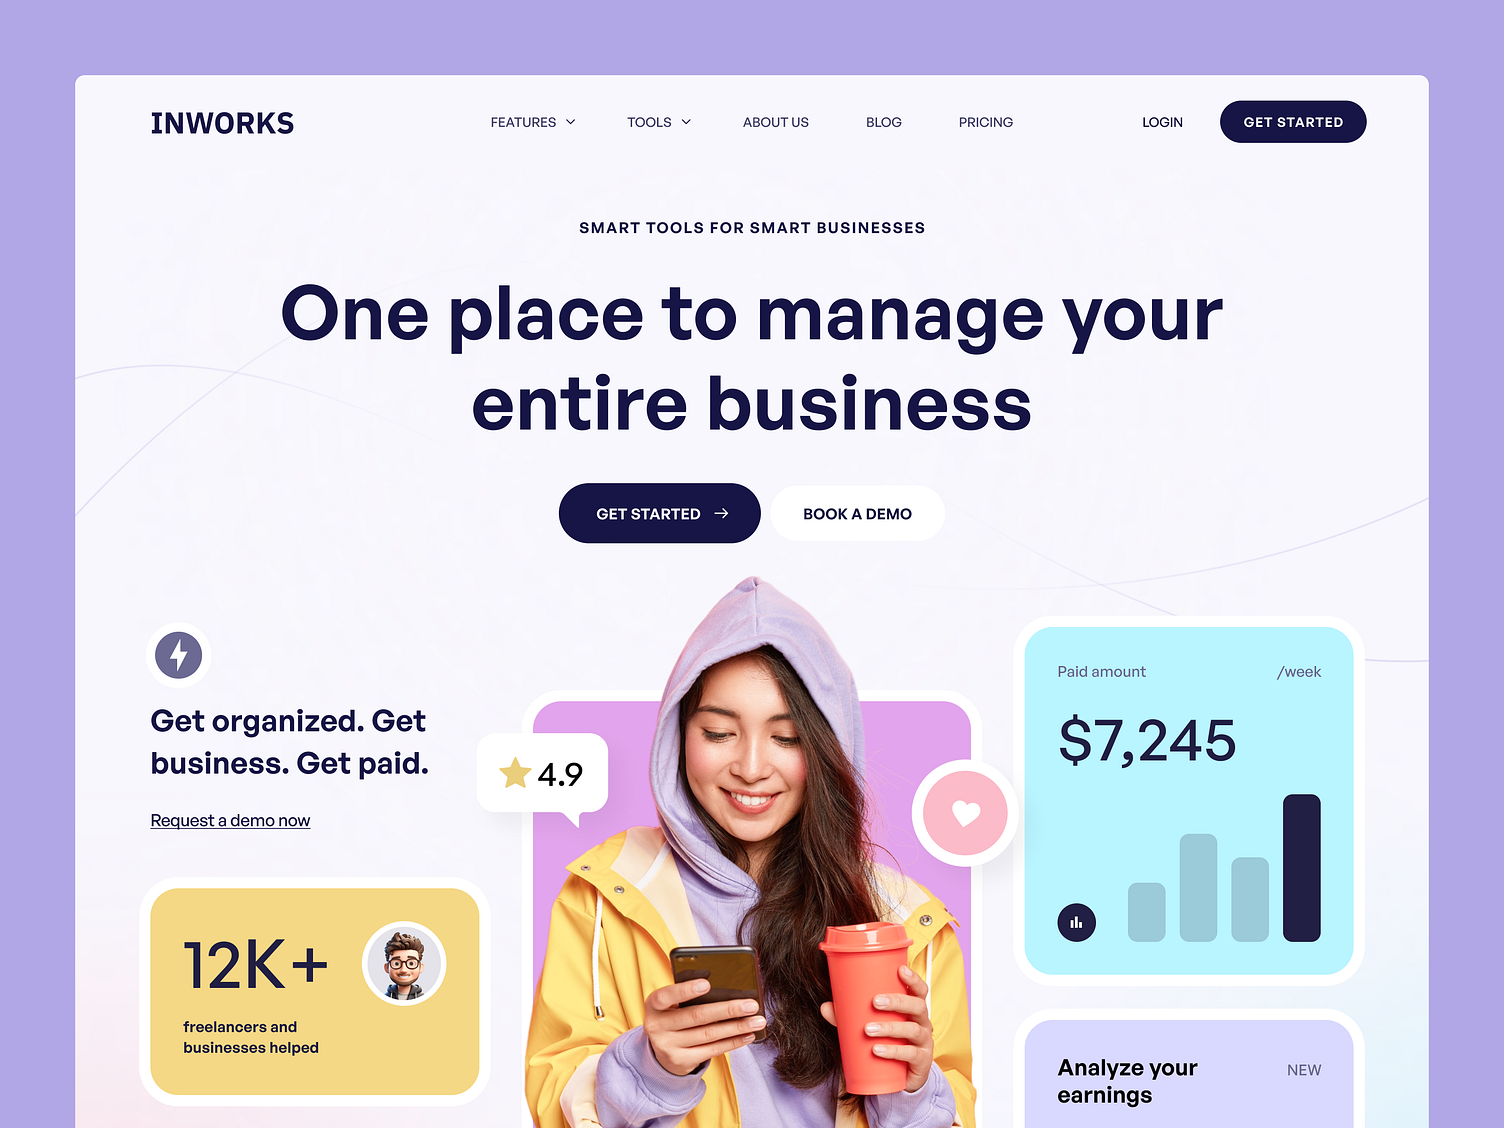 INWORKS
FEATURES
TOOLS
ABOUT US
BLOG
PRICING
LOGIN
GET STARTED
SMART TOOLS FOR SMART BUSINESSES
One place to manage your
entire business
GET STARTED
BOOK A DEMO
Get organized. Get
business. Get paid.
Request a demo now
12K+
freelancers and
businesses helped
4.9
Paid amount
/week
$7,245
Analyze your
earnings
NEW